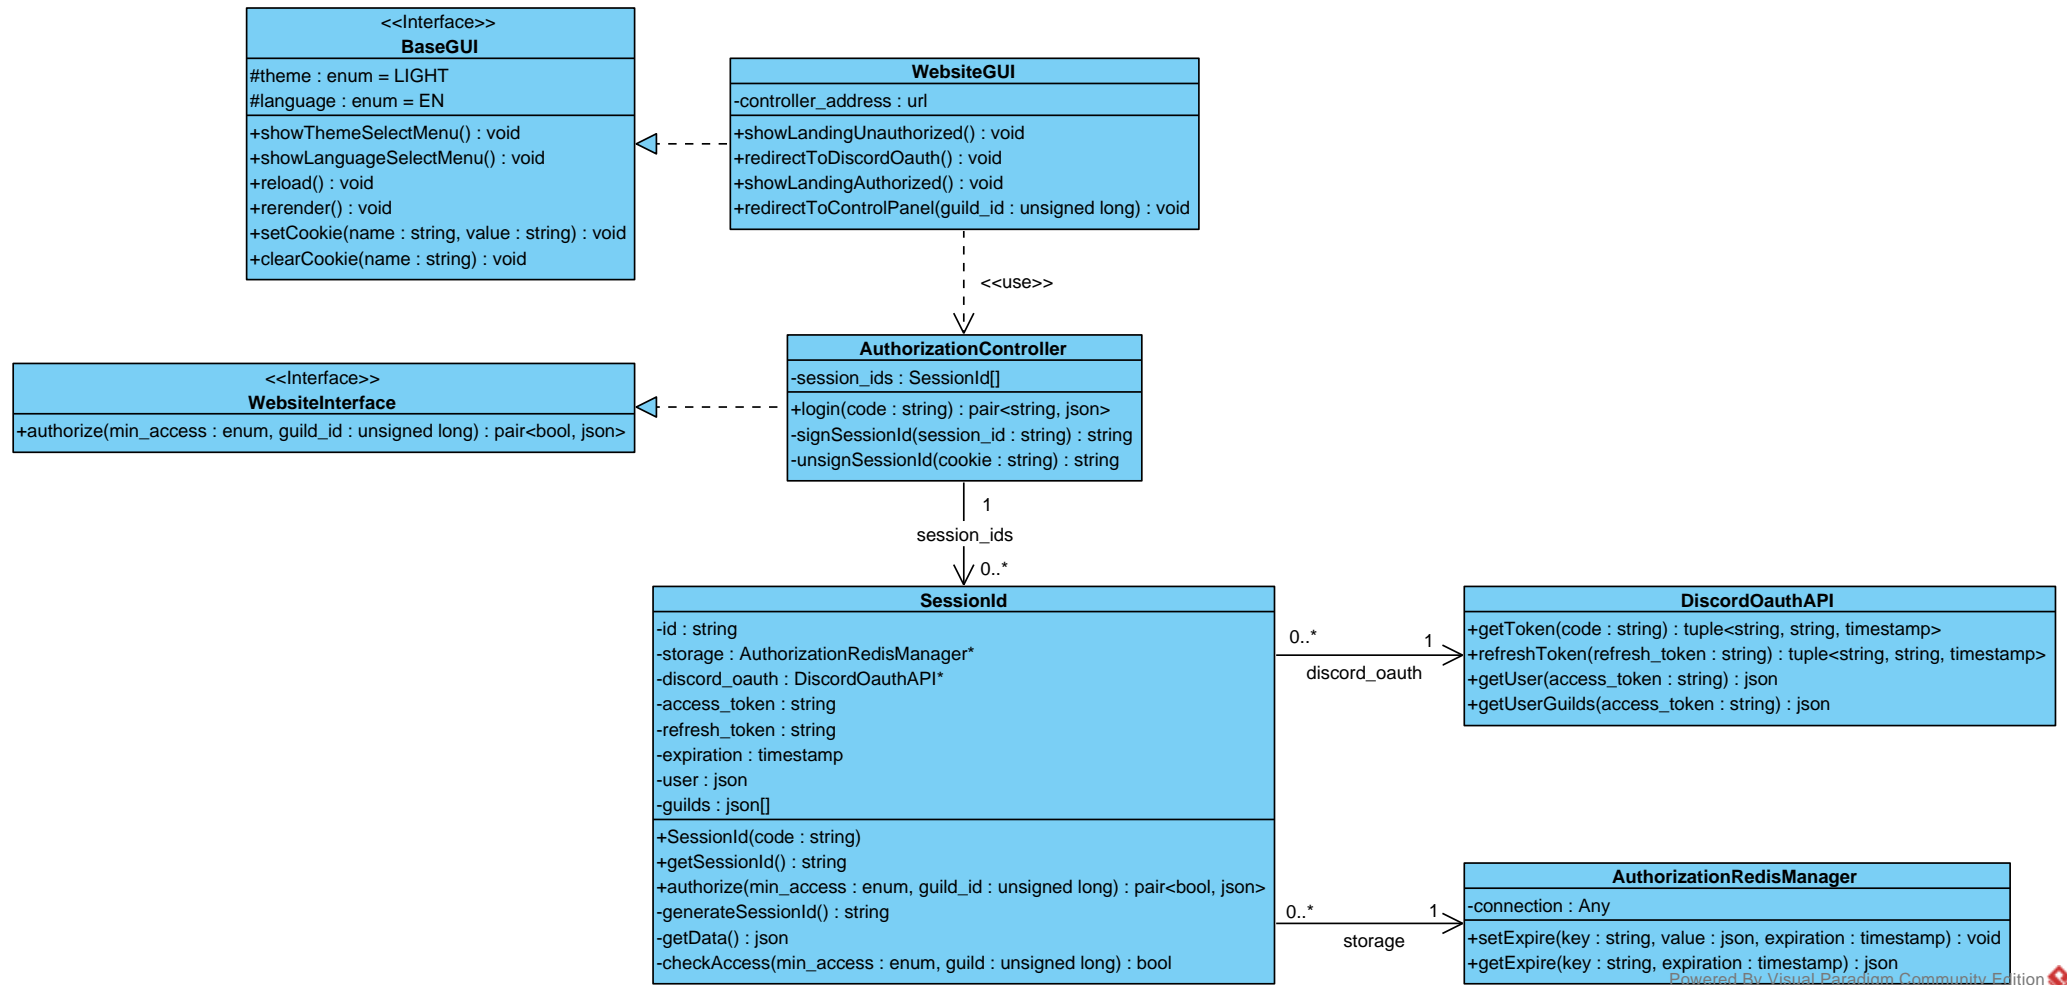 <<Interface>>
BaseGUI
#theme : enum = LIGHT
#language : enum = EN
+showThemeSelectMenu() : void
+showLanguageSelectMenu() : void
+reload() : void
+rerender() : void
+setCookie(name : string, value : string) : void
+clearCookie(name : string) : void
WebsiteGUI
-controller_address : url
+showLandingUnauthorized() : void
+redirectToDiscordOauth() : void
+showLandingAuthorized() : void
+redirectToControlPanel(guild_id : unsigned long) : void
<<use>>
<<Interface>>
WebsiteInterface
+authorize(min_access : enum, guild_id : unsigned long) : pair<bool, json>
AuthorizationController
-session_ids : SessionId[]
+login(code : string) : pair<string, json>
-signSessionId(session_id : string) : string
-unsignSessionId(cookie : string) : string
1
session_ids
0..*
SessionId
-id : string
-storage : AuthorizationRedisManager*
-discord_oauth : DiscordOauthAPI*
-access_token : string
-refresh_token : string
-expiration : timestamp
-user : json
-guilds : json[]
+SessionId(code : string)
+getSessionId() : string
+authorize(min_access : enum, guild_id : unsigned long) : pair<bool, json>
-generateSessionId() : string
-getData() : json
-checkAccess(min_access : enum, guild : unsigned long) : bool
0..*
1
discord_oauth
DiscordOauthAPI
+getToken(code : string) : tuple<string, string, timestamp>
+refreshToken(refresh_token : string) : tuple<string, string, timestamp>
+getUser(access_token : string) : json
+getUserGuilds(access_token : string) : json
0..*
1
storage
AuthorizationRedisManager
-connection : Any
+setExpire(key : string, value : json, expiration : timestamp) : void
+getExpire(key : string, expiration : timestamp) : json
Powered By Visual Paradigm Community Edition